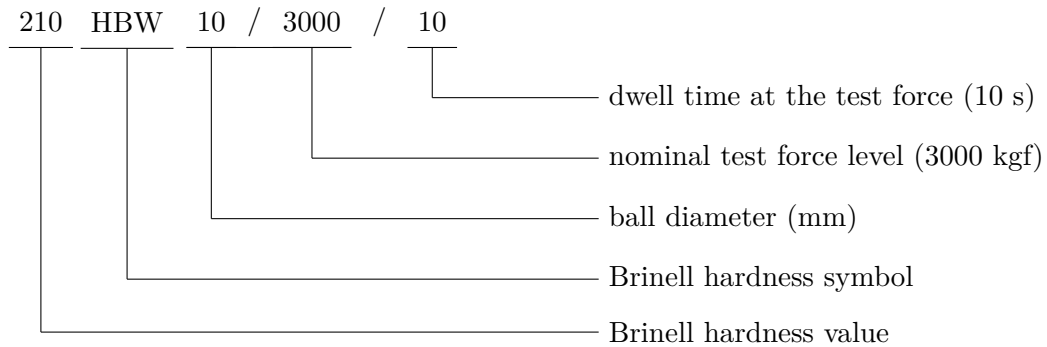 210 HBW 10 / 3000 / 10
dwell time at the test force (10 s)
nominal test force level (3000 kgf)
ball diameter (mm)
Brinell hardness symbol
Brinell hardness value